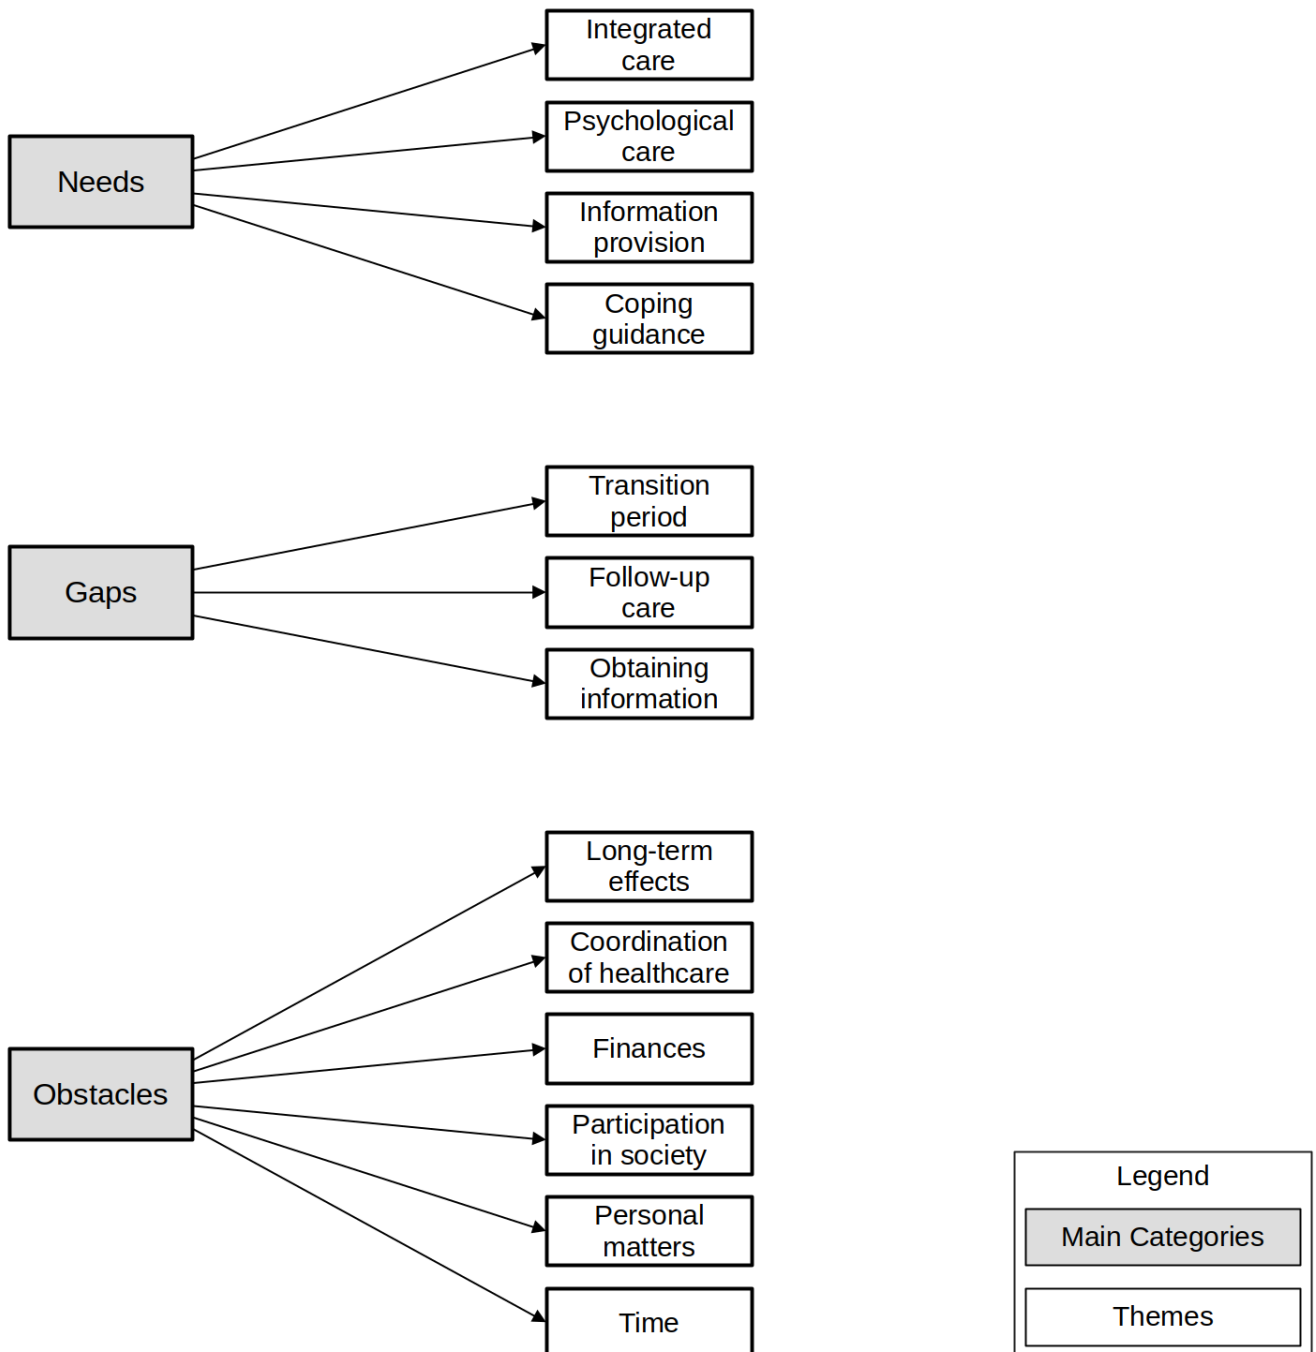 Integrated
care
Psychological
care
Needs
Information
provision
Coping
guidance
Transition
period
Gaps
Follow-up
care
Obtaining
information
Long-term
effects
Coordination
of healthcare
Finances
Obstacles
Participation
in society
Personal
matters
Time
Legend
Main Categories
Themes